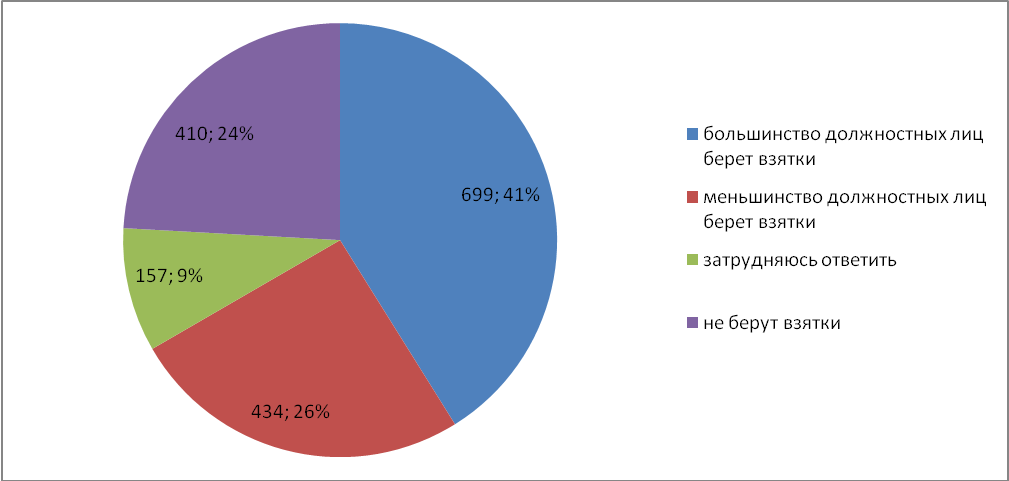 410; 24%
699; 41%
157; 9%
434; 26%
большинство должностных лиц
берет взятки
меньшинство должностных лиц
берет взятки
затрудняюсь ответить
не берут взятки